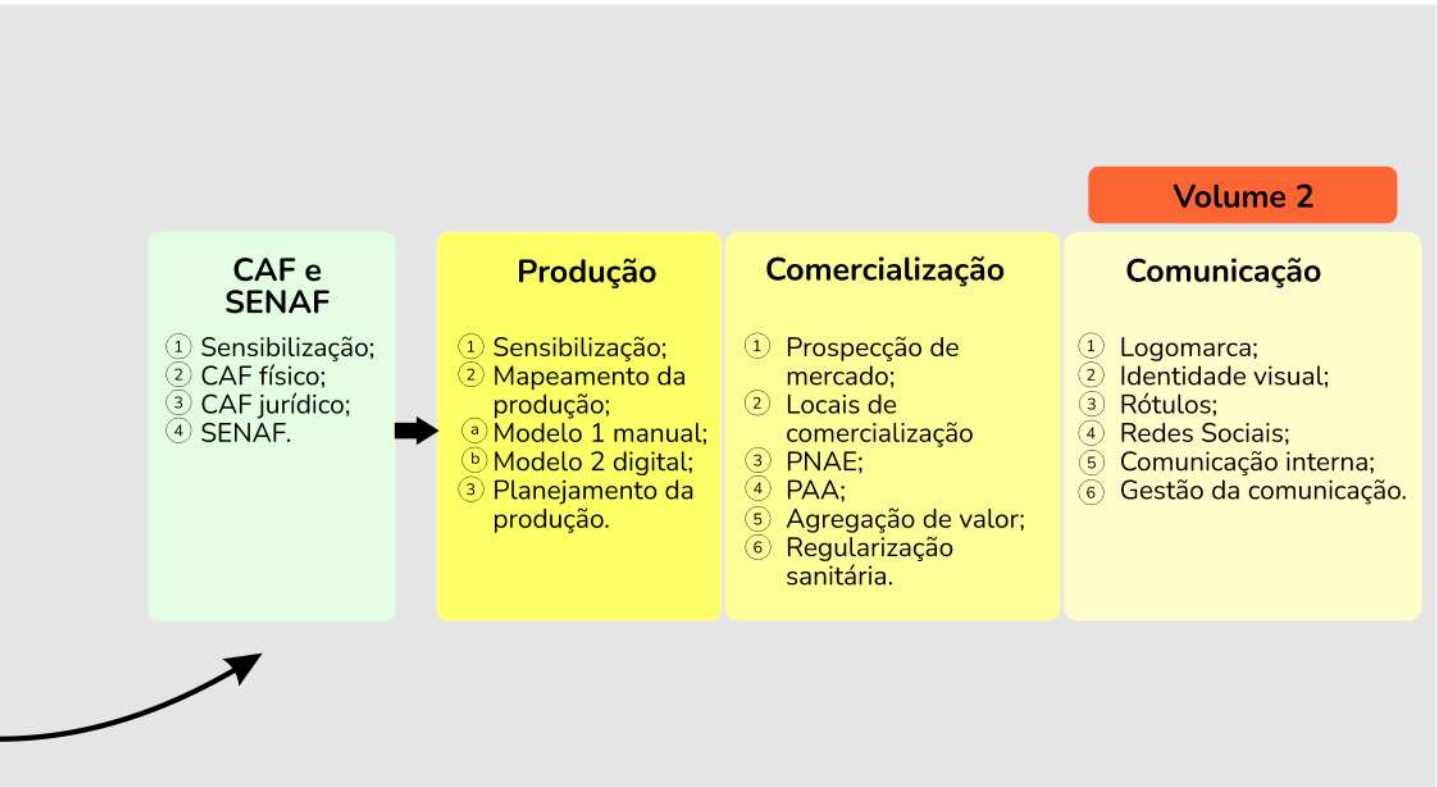 Volume 2
CAF e
SENAF
1 Sensibilização;
2 CAF físico;
3 CAF jurídico;
4 SENAF.
Produção
1 Sensibilização;
2 Mapeamento da
produção;
a Modelo 1 manual;
b Modelo 2 digital;
3 Planejamento da
produção.
Comercialização
1 Prospecção de
mercado;
2 Locais de
comercialização
3 PNAE;
4 PAA;
5 Agregação de valor;
6 Regularização
sanitária.
Comunicação
1 Logomarca;
2 Identidade visual;
3 Rótulos;
4 Redes Sociais;
5 Comunicação interna;
6 Gestão da comunicação.